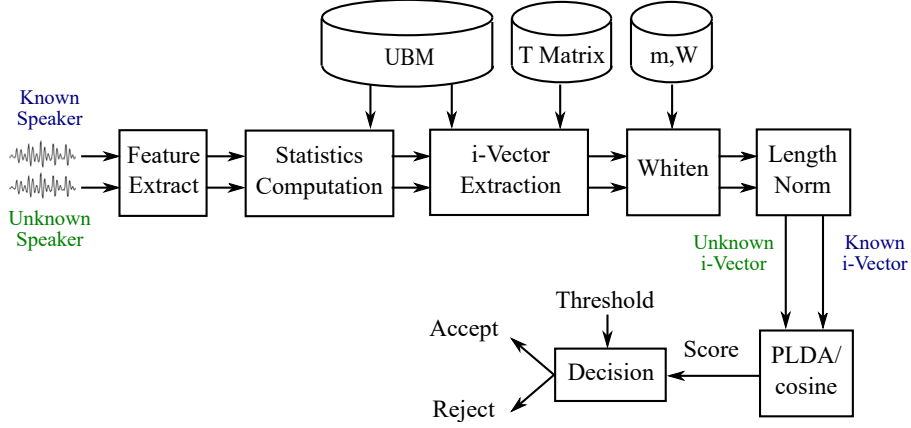 UBM
T Matrix
m,W
Known
Speaker
Feature
Extract
Statistics
Computation
i-Vector
Extraction
Whiten
Length
Norm
Unknown
Speaker
Unknown
i-Vector
Known
i-Vector
Threshold
Accept
Decision
Score
PLDA/
cosine
Reject